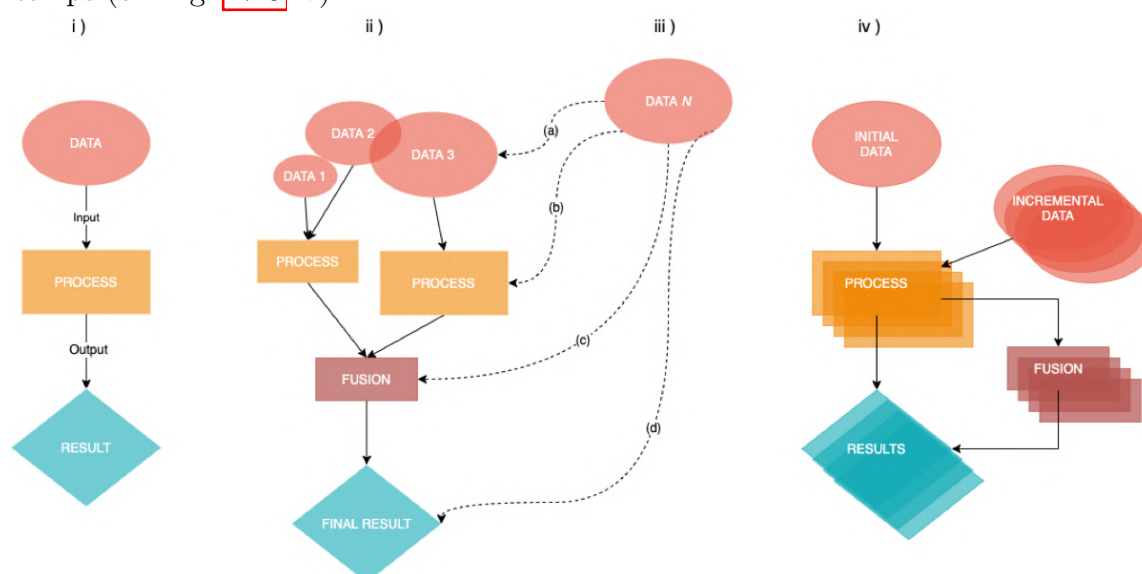 i )
ii )
iii )
iv )
DATA
Input
PROCESS
Output
RESULT
DATA 1
DATA 2
DATA 3
PROCESS
PROCESS
FUSION
FINAL RESULT
DATA N
(a)
(b)
(c)
(d)
INITIAL
DATA
INCREMENTAL
DATA
PROCESS
FUSION
RESULTS